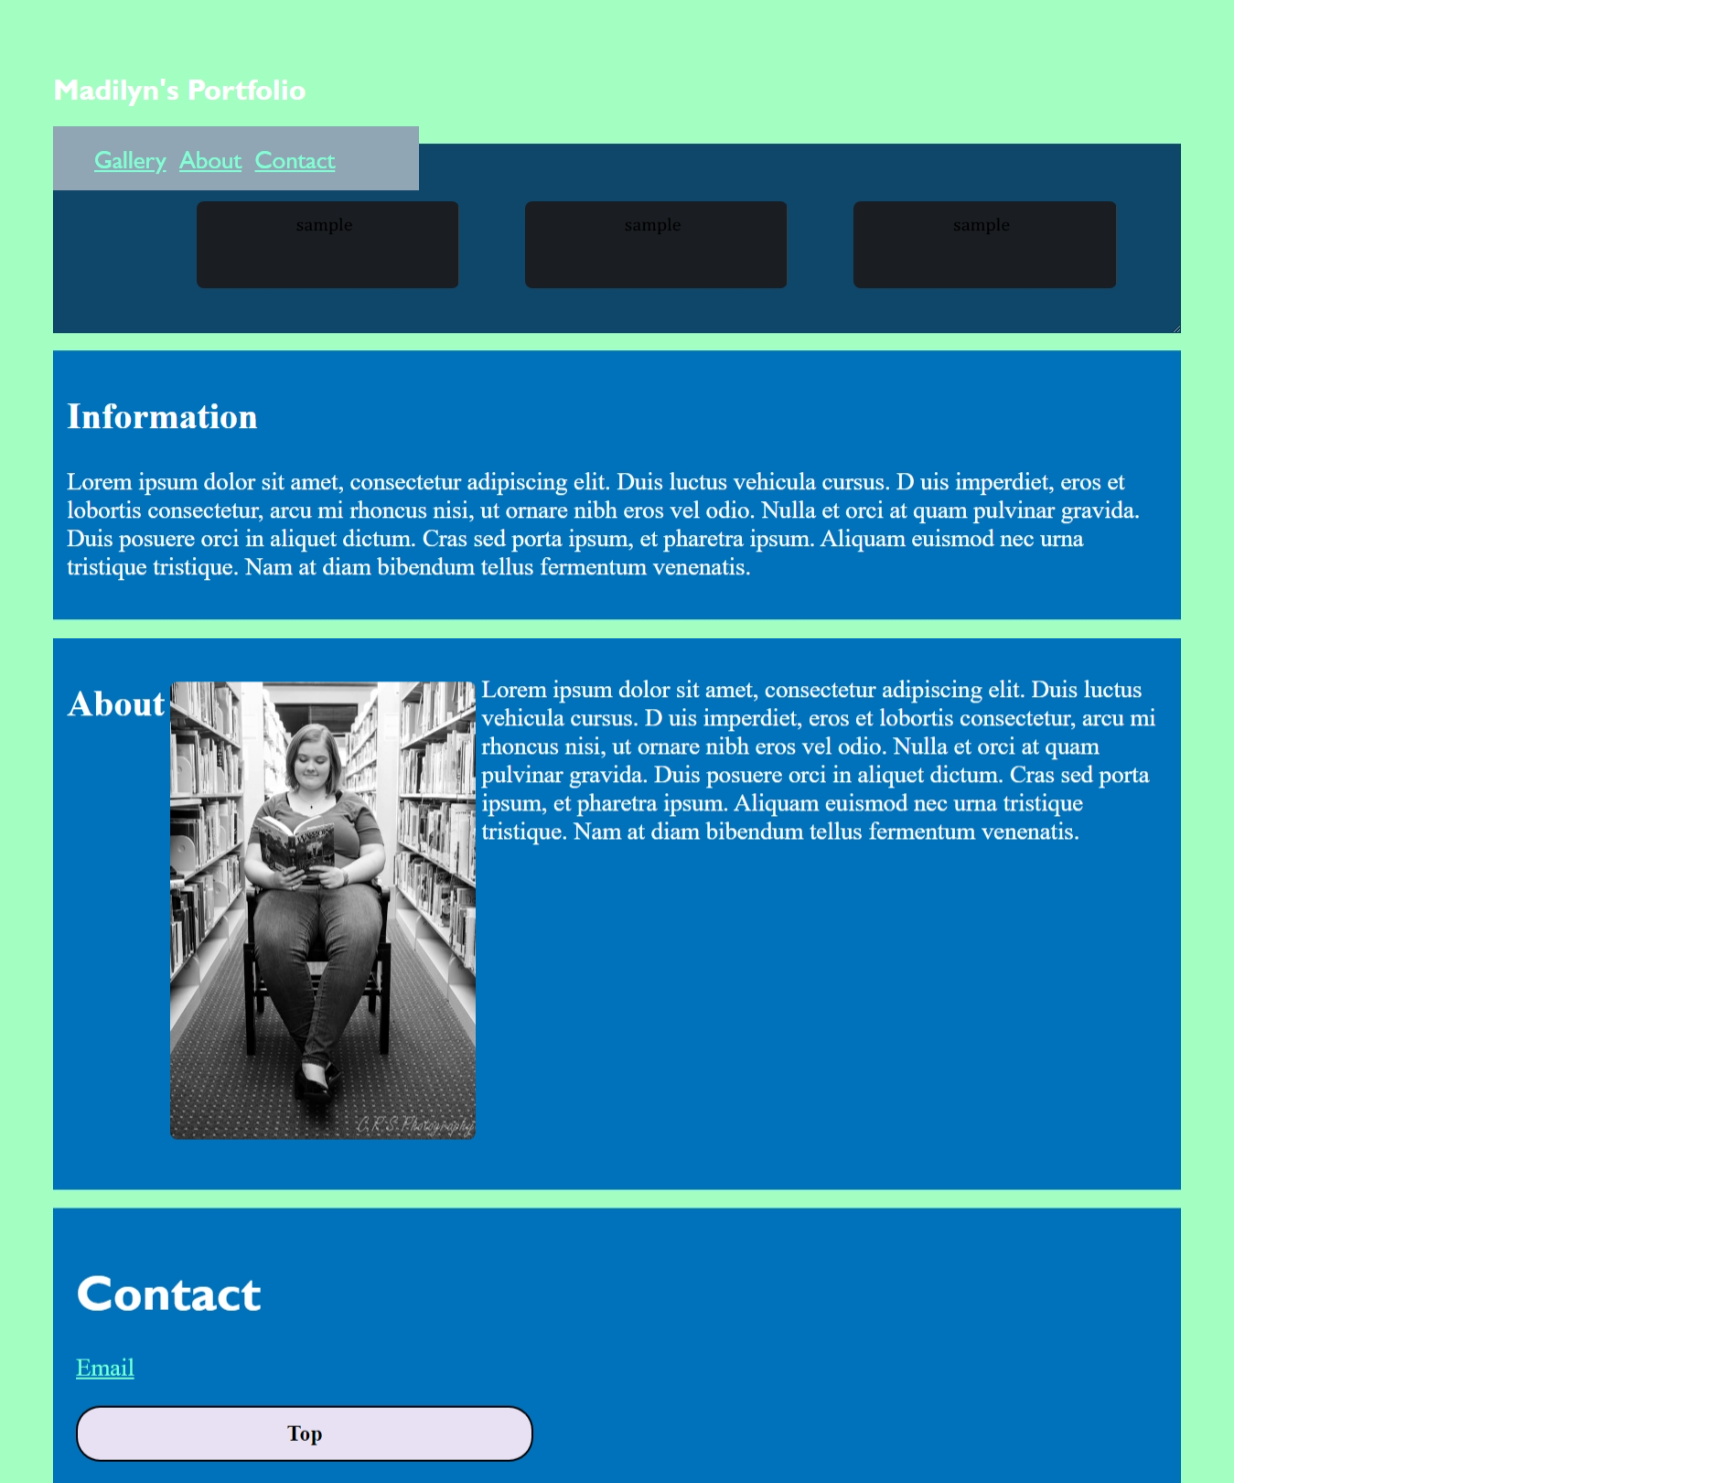 Madilyn's Portfolio
Gallery About Contact
sample sample sample
Information
Lorem ipsum dolor sit amet, consectetur adipiscing elit. Duis luctus vehicula cursus. D uis imperdiet, eros et
lobortis consectetur, arcu mi rhoncus nisi, ut ornare nibh eros vel odio. Nulla et orci at quam pulvinar gravida.
Duis posuere orci in aliquet dictum. Cras sed porta ipsum, et pharetra ipsum. Aliquam euismod nec urna
tristique tristique. Nam at diam bibendum tellus fermentum venenatis.
About
Lorem ipsum dolor sit amet, consectetur adipiscing elit. Duis luctus
vehicula cursus. D uis imperdiet, eros et lobortis consectetur, arcu mi
rhoncus nisi, ut ornare nibh eros vel odio. Nulla et orci at quam
pulvinar gravida. Duis posuere orci in aliquet dictum. Cras sed porta
ipsum, et pharetra ipsum. Aliquam euismod nec urna tristique
tristique. Nam at diam bibendum tellus fermentum venenatis.
C.R.S. Photography
Contact
Email
Top